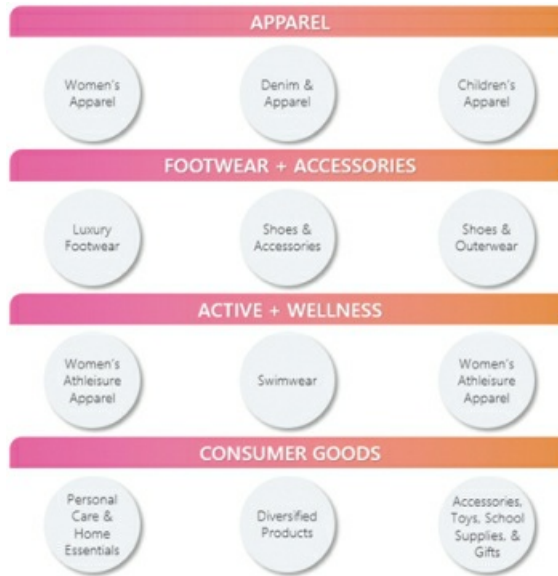 APPAREL
Women's
Apparel
Denim &
Apparel
Children's
Apparel
FOOTWEAR + ACCESSORIES
Luxury
Footwear
Shoes &
Accessories
Shoes &
Outerwear
ACTIVE + WELLNESS
Women's
Athleisure
Apparel
Swimwear
Women's
Athleisure
Apparel
CONSUMER GOODS
Personal
Care &
Home
Essentials
Diversified
Products
Accessories,
Toys, School
Supplies, &
Gifts